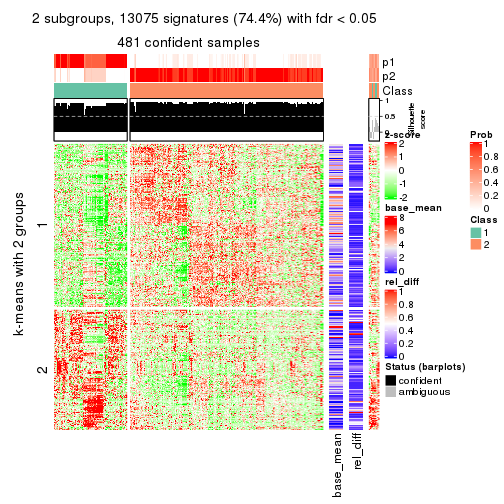 2 subgroups, 13075 signatures (74.4%) with fdr < 0.05
481 confident samples
p1
p2
Class
1
0.5
0
Silhouette
score
k-means with 2 groups
1
2
base_mean
rel_diff
z-score
2
1
0
-1
-2
base_mean
8
6
4
2
0
rel_diff
1
0.8
0.6
0.4
0.2
0
Status (barplots)
confident
ambiguous
Prob
1
0.8
0.6
0.4
0.2
0
Class
1
2